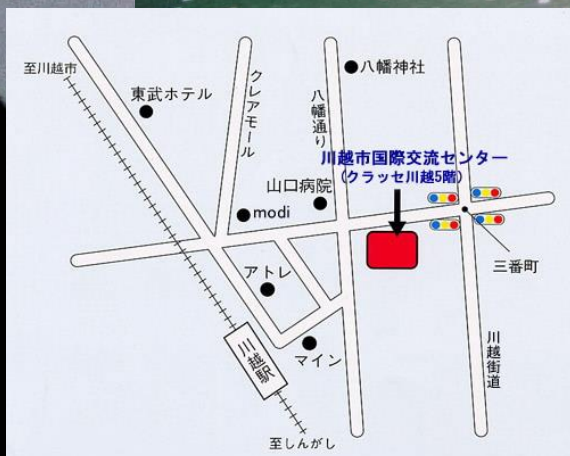 至川越市
東武ホテル
クレアモール
八幡通り
八幡神社
川越市国際交流センター
(クラッセ川越5階)
山口病院
modi
三番町
アトレ
川越駅
マイン
川越街道
至しんがし